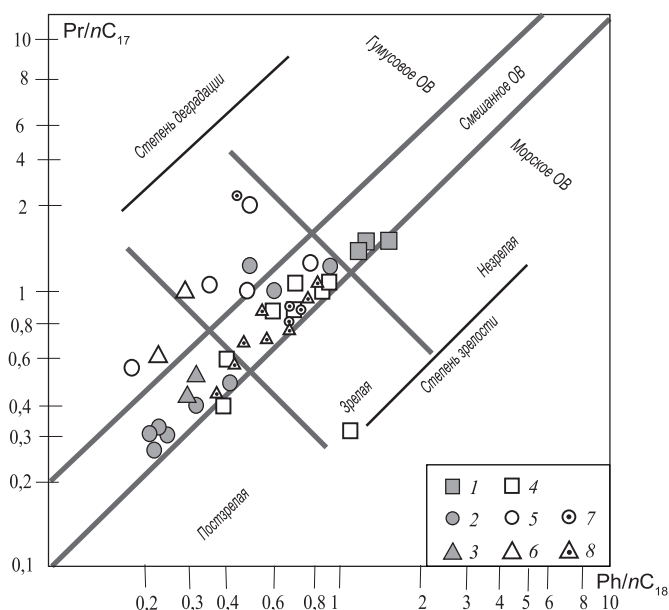 Pr/nC17
10
8
6
4
2
1
0,8
0,6
0,4
0,3
0,2
0,1
Степень деградации
Гумусовое ОВ
Смешанное ОВ
Морское ОВ
Незрелая
Степень зрелости
Зрелая
Постзрелая
1 4
2 5 7
3 6 8
Ph/nC18
0,2 0,3 0,4 0,6 0,8 1 2 3 4 5 6 8 10